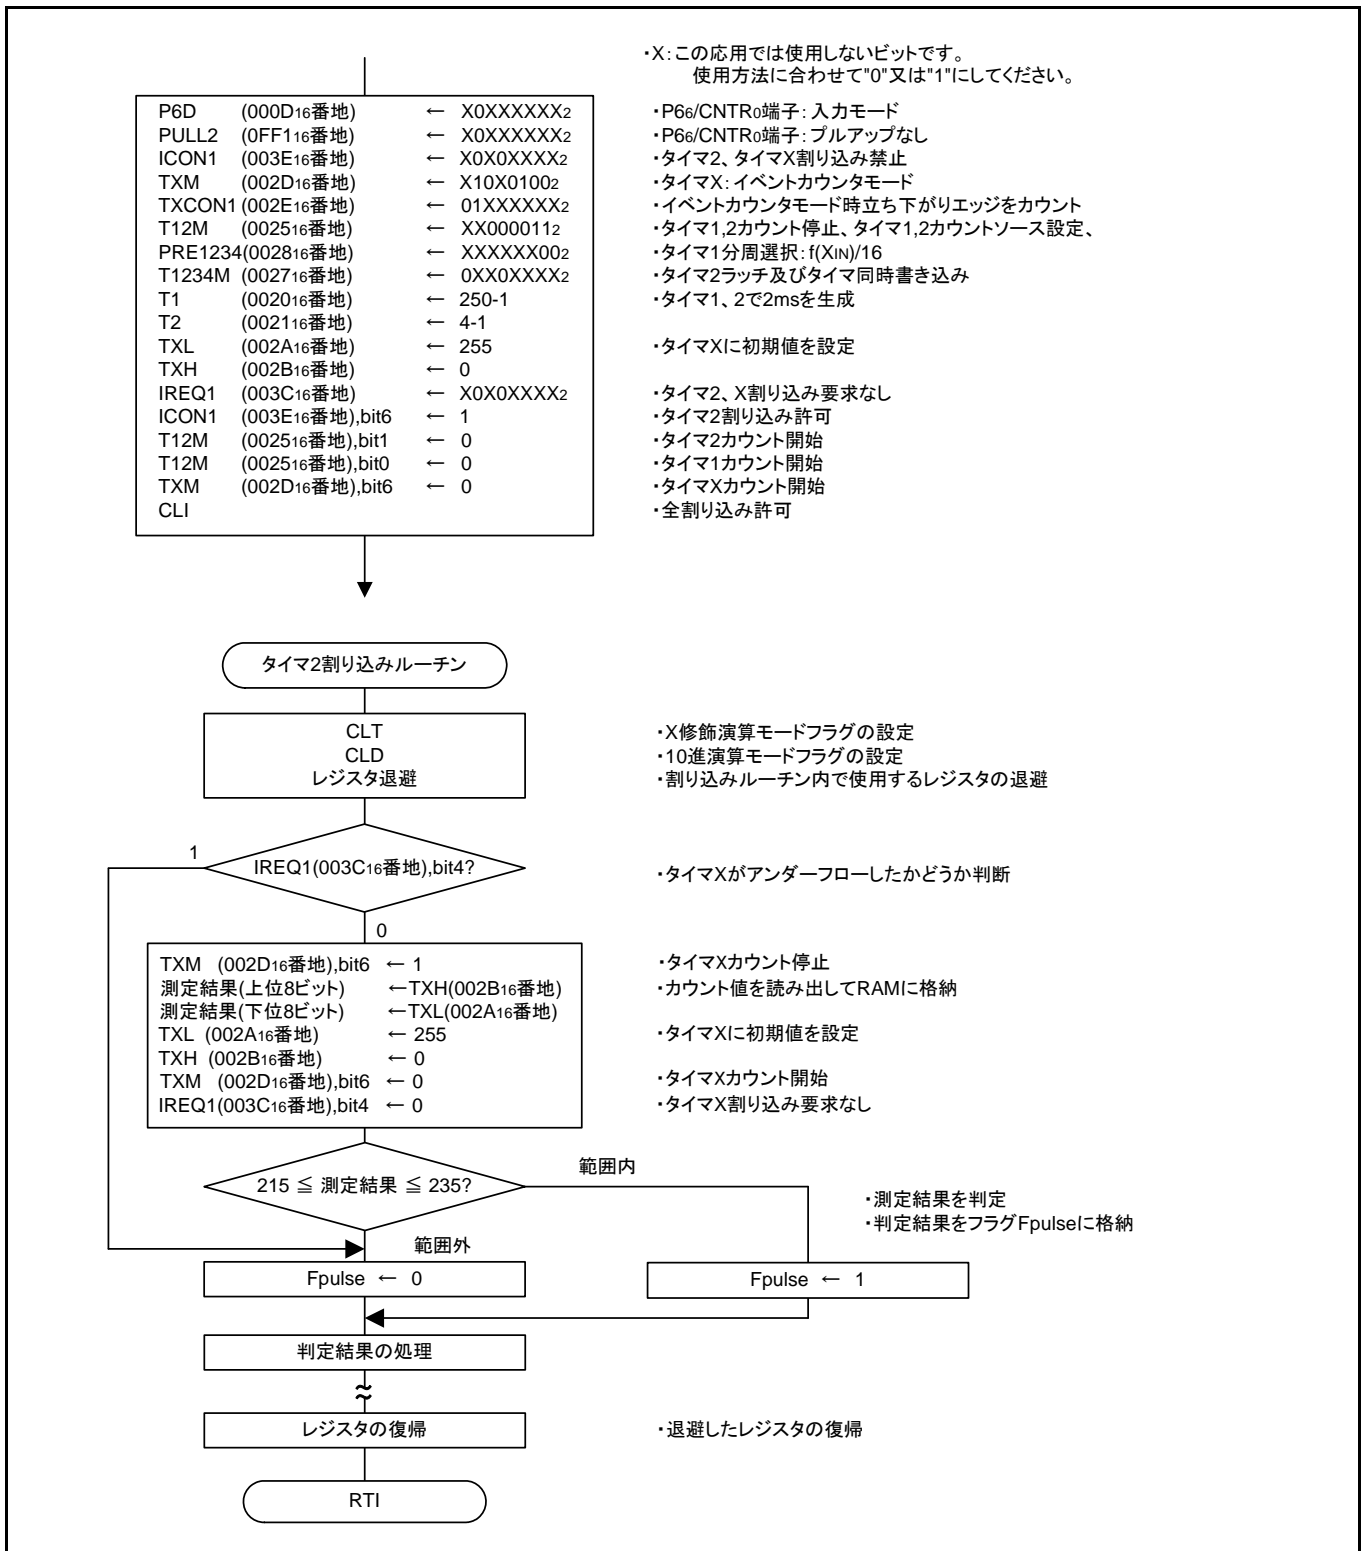 ・X：この応用では使用しないビットです。
使用方法に合わせて"0"又は"1"にしてください。
P6D (000D16番地) ← X0XXXXXX2 ・P66/CNTR0端子：入力モード
PULL2 (0FF116番地) ← X0XXXXXX2 ・P66/CNTR0端子：プルアップなし
ICON1 (003E16番地) ← X0X0XXXX2 ・タイマ2、タイマX割り込み禁止
TXM (002D16番地) ← X10X01002 ・タイマX：イベントカウンタモード
TXCON1 (002E16番地) ← 01XXXXXX2 ・イベントカウンタモード時立ち下がりエッジをカウント
T12M (002516番地) ← XX0000112 ・タイマ1,2カウント停止、タイマ1,2カウントソース設定、
PRE1234(002816番地) ← XXXXXX002 ・タイマ1分周選択：f(XIN)/16
T1234M (002716番地) ← 0XX0XXXX2 ・タイマ2ラッチ及びタイマ同時書き込み
T1 (002016番地) ← 250-1 ・タイマ1、2で2msを生成
T2 (002116番地) ← 4-1
TXL (002A16番地) ← 255 ・タイマXに初期値を設定
TXH (002B16番地) ← 0
IREQ1 (003C16番地) ← X0X0XXXX2 ・タイマ2、X割り込み要求なし
ICON1 (003E16番地),bit6 ← 1 ・タイマ2割り込み許可
T12M (002516番地),bit1 ← 0 ・タイマ2カウント開始
T12M (002516番地),bit0 ← 0 ・タイマ1カウント開始
TXM (002D16番地),bit6 ← 0 ・タイマXカウント開始
CLI ・全割り込み許可
タイマ2割り込みルーチン
CLT ・X修飾演算モードフラグの設定
CLD ・10進演算モードフラグの設定
レジスタ退避 ・割り込みルーチン内で使用するレジスタの退避
1
IREQ1(003C16番地),bit4? ・タイマXがアンダーフローしたかどうか判断
0
TXM (002D16番地),bit6 ← 1 ・タイマXカウント停止
測定結果(上位8ビット) ←TXH(002B16番地) ・カウント値を読み出してRAMに格納
測定結果(下位8ビット) ←TXL(002A16番地)
TXL (002A16番地) ← 255 ・タイマXに初期値を設定
TXH (002B16番地) ← 0
TXM (002D16番地),bit6 ← 0 ・タイマXカウント開始
IREQ1(003C16番地),bit4 ← 0 ・タイマX割り込み要求なし
範囲内
215 ≦ 測定結果 ≦ 235?
・測定結果を判定
・判定結果をフラグFpulseに格納
範囲外
Fpulse ← 0 Fpulse ← 1
判定結果の処理
レジスタの復帰 ・退避したレジスタの復帰
RTI